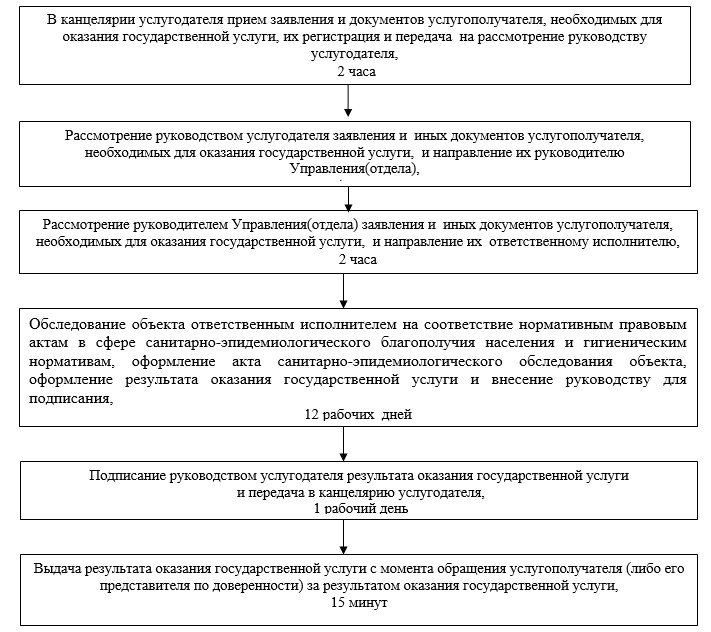 В канцелярии услугодателя прием заявления и документов услугополучателя, необходимых для
оказания государственной услуги, их регистрация и передача на рассмотрение руководству
услугодателя,
2 часа
Рассмотрение руководством услугодателя заявления и иных документов услугополучателя,
необходимых для оказания государственной услуги, и направление их руководителю
Управления(отдела),
Рассмотрение руководителем Управления(отдела) заявления и иных документов услугополучателя,
необходимых для оказания государственной услуги, и направление их ответственному исполнителю,
2 часа
Обследование объекта ответственным исполнителем на соответствие нормативным правовым
актам в сфере санитарно-эпидемиологического благополучия населения и гигиеническим
нормативам, оформление акта санитарно-эпидемиологического обследования объекта,
оформление результата оказания государственной услуги и внесение руководству для
подписания,
12 рабочих дней
Подписание руководством услугодателя результата оказания государственной услуги
и передача в канцелярию услугодателя,
1 рабочий день
Выдача результата оказания государственной услуги с момента обращения услугополучателя (либо его
представителя по доверенности) за результатом оказания государственной услуги,
15 минут